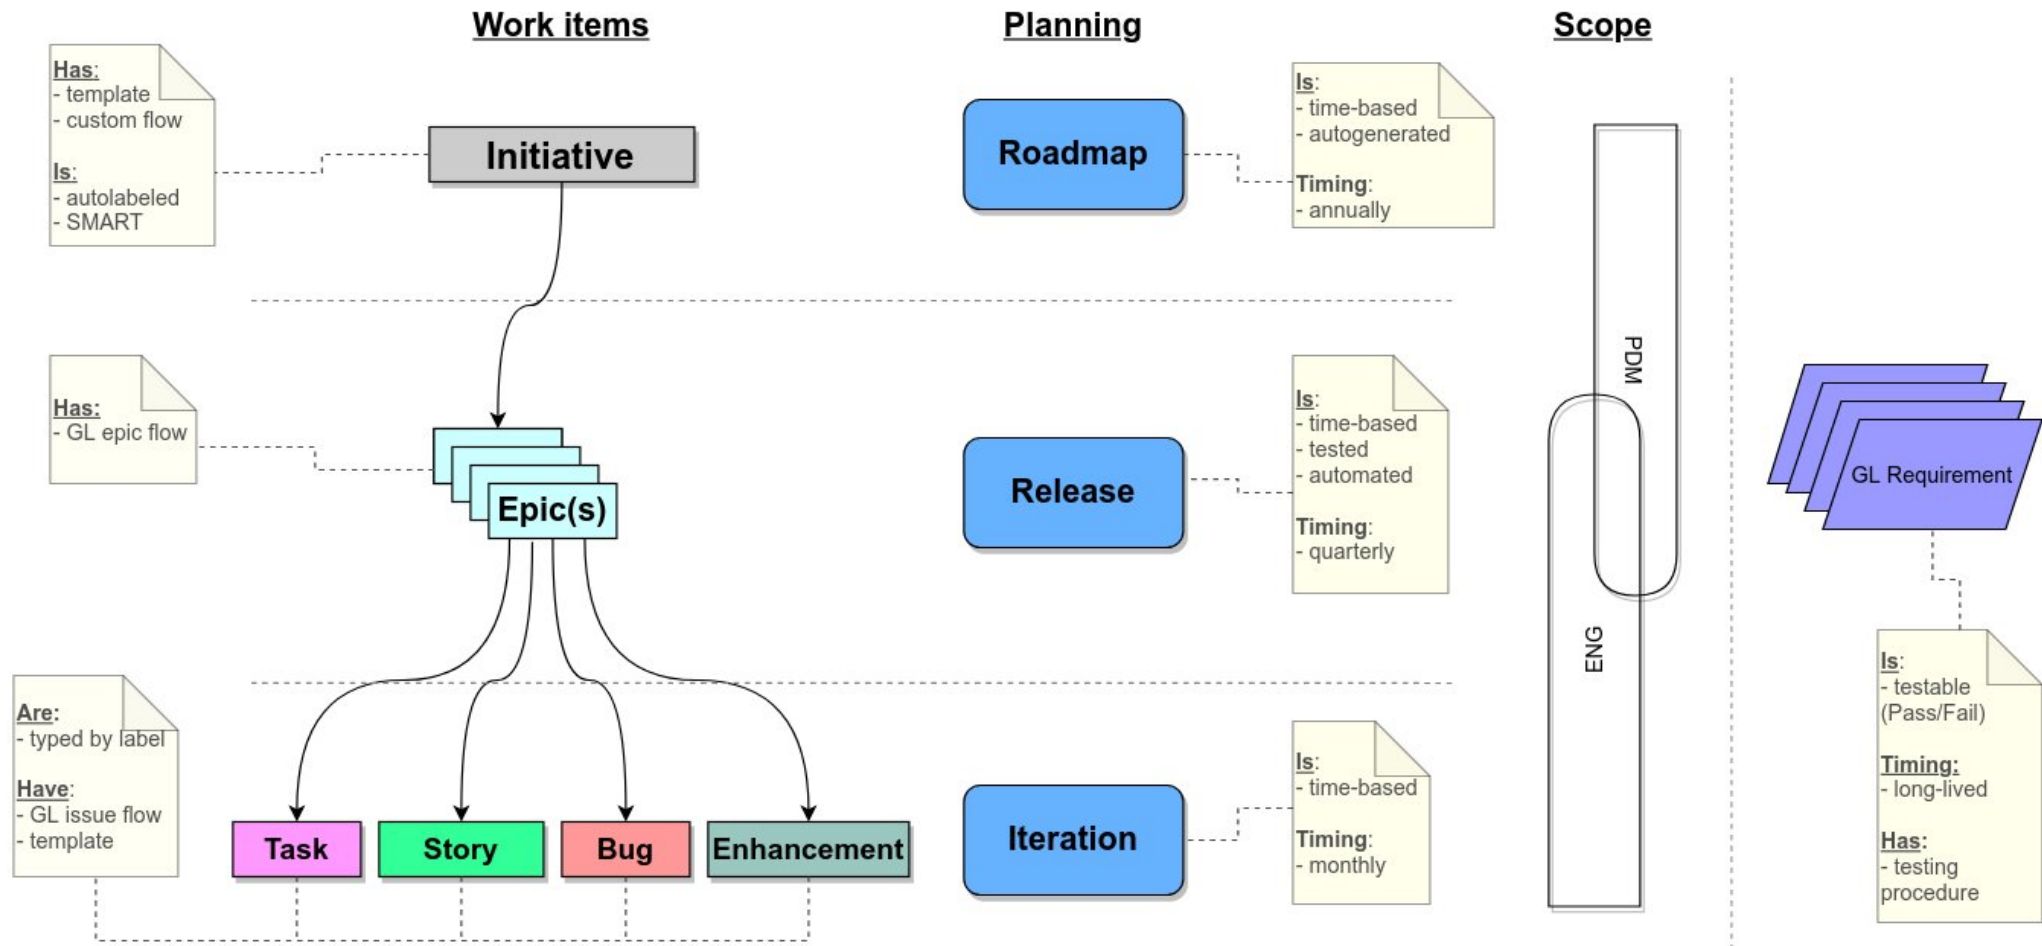 Work items
Planning
Scope
Has:
- template
- custom flow
Is:
- autolabeled
- SMART
Initiative
Roadmap
Is:
- time-based
- autogenerated
Timing:
- annually
Has:
- GL epic flow
Epic(s)
Release
Is:
- time-based
- tested
- automated
Timing:
- quarterly
PDM
ENG
GL Requirement
Are:
- typed by label
Have:
- GL issue flow
- template
Task
Story
Bug
Enhancement
Iteration
Is:
- time-based
Timing:
- monthly
Is:
- testable
(Pass/Fail)
Timing:
- long-lived
Has:
- testing
procedure